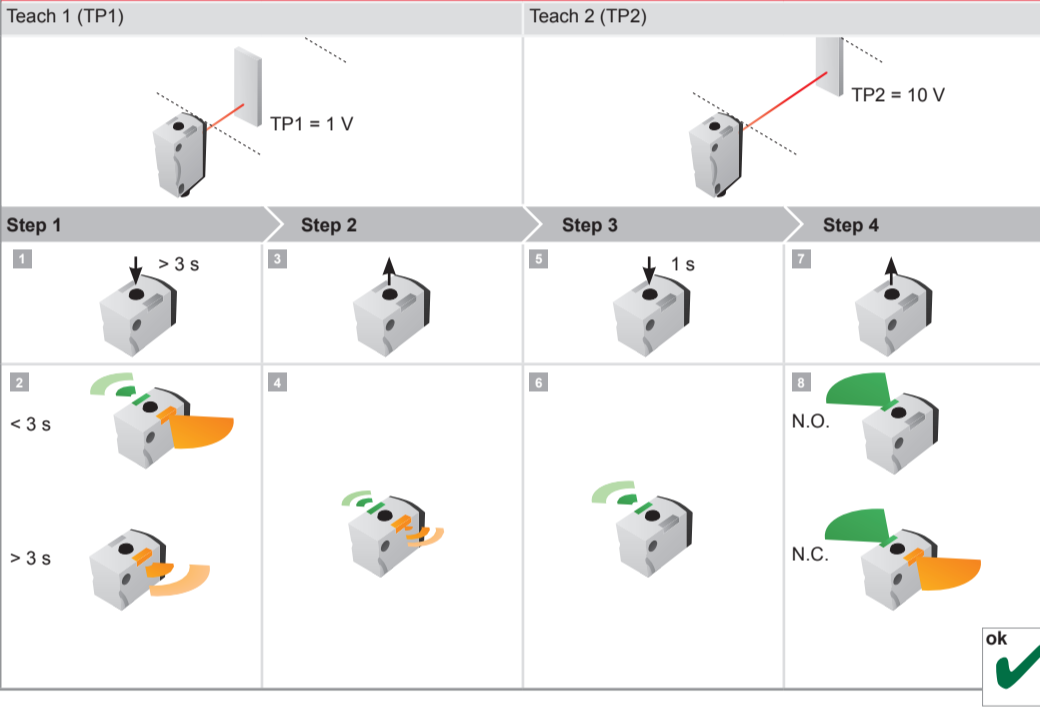 Teach 1 (TP1)
Teach 2 (TP2)
TP1 = 1 V
TP2 = 10 V
Step 1
Step 2
Step 3
Step 4
1
> 3 s
3
5
1 s
7
2
< 3 s
> 3 s
4
6
8
N.O.
N.C.
ok